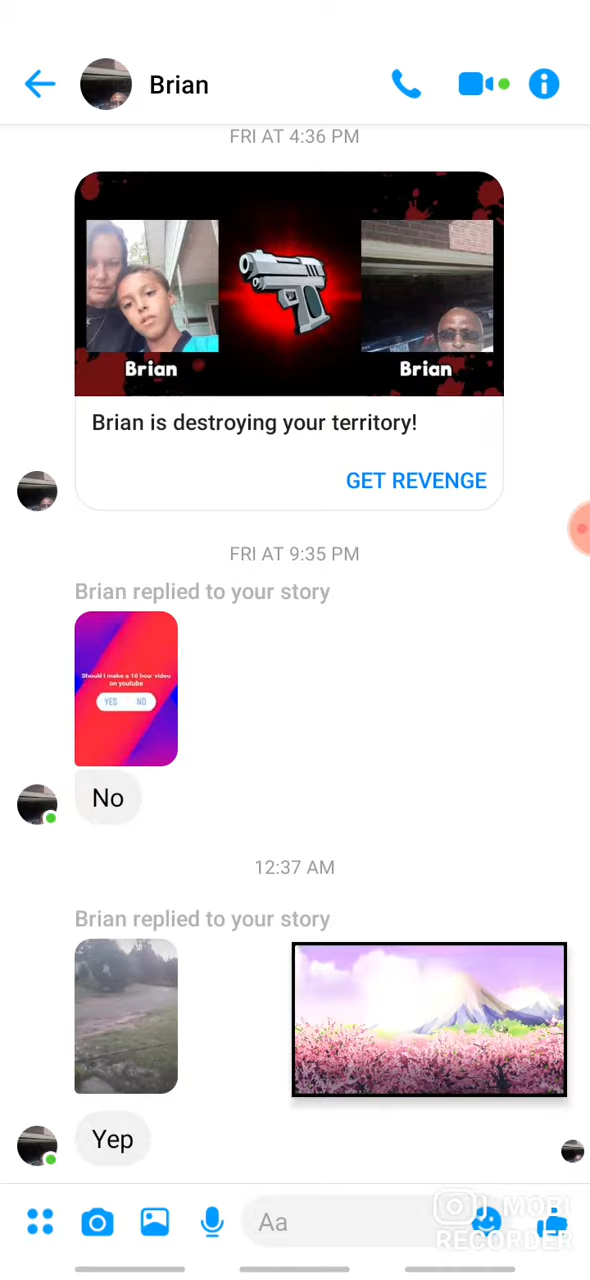 Brian
FRI AT 4:36 PM
Brian
Brian
Brian is destroying your territory!
GET REVENGE
FRI AT 9:35 PM
Brian replied to your story
Should I make a 10 hour video
on youtube
YES NO
No
12:37 AM
Brian replied to your story
Yep
Aa
MOBI
RECORDER